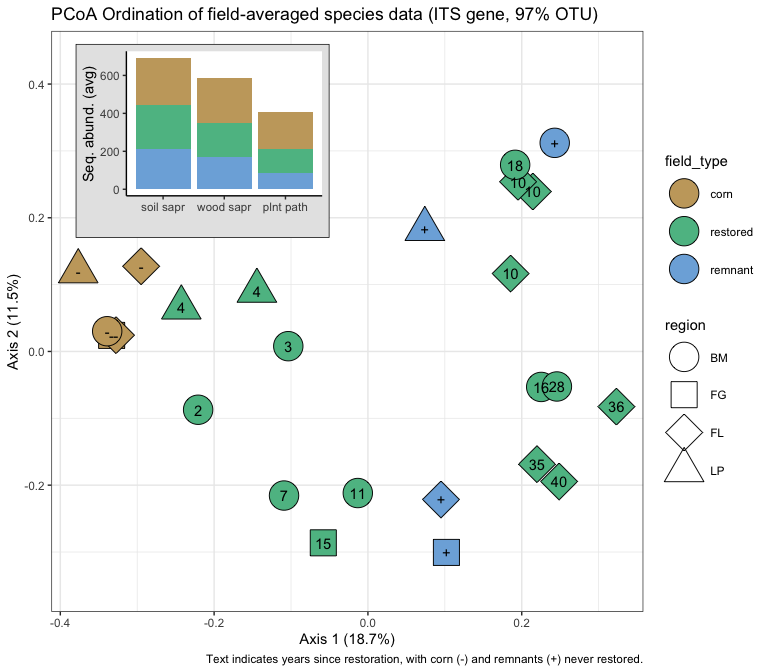 PCoA Ordination of field-averaged species data (ITS gene, 97% OTU)
Seq. abund. (avg)
600
400
200
0
soil sapr wood sapr plnt path
0.4
0.2
0.0
-0.2
Axis 2 (11.5%)
+
18
10
10
+
10
-
-
4
4
-
--
3
2
16 28
36
35
40
7
11
+
15
+
-0.4 -0.2 0.0 0.2
Axis 1 (18.7%)
Text indicates years since restoration, with corn (-) and remnants (+) never restored.
field_type
corn
restored
remnant
region
BM
FG
FL
LP